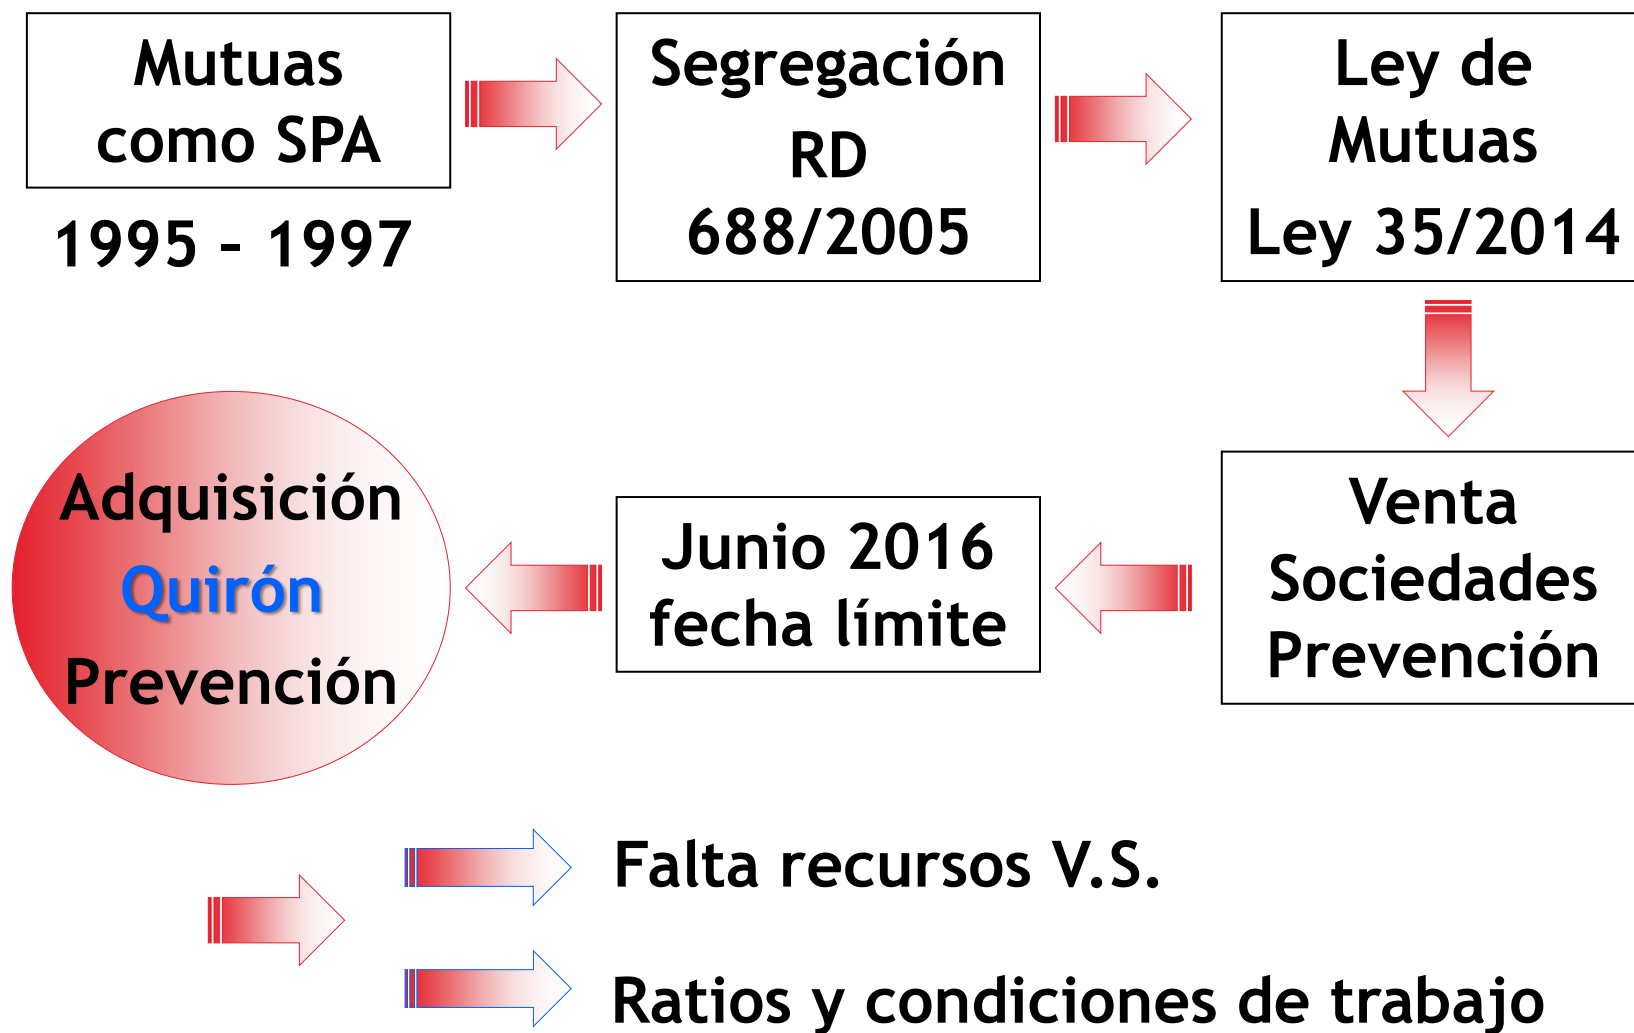 Mutuas
como SPA
1995 – 1997
Segregación
RD
688/2005
Ley de
Mutuas
Ley 35/2014
Venta
Sociedades
Prevención
Junio 2016
fecha límite
Adquisición
Quirón
Prevención
Falta recursos V.S.
Ratios y condiciones de trabajo